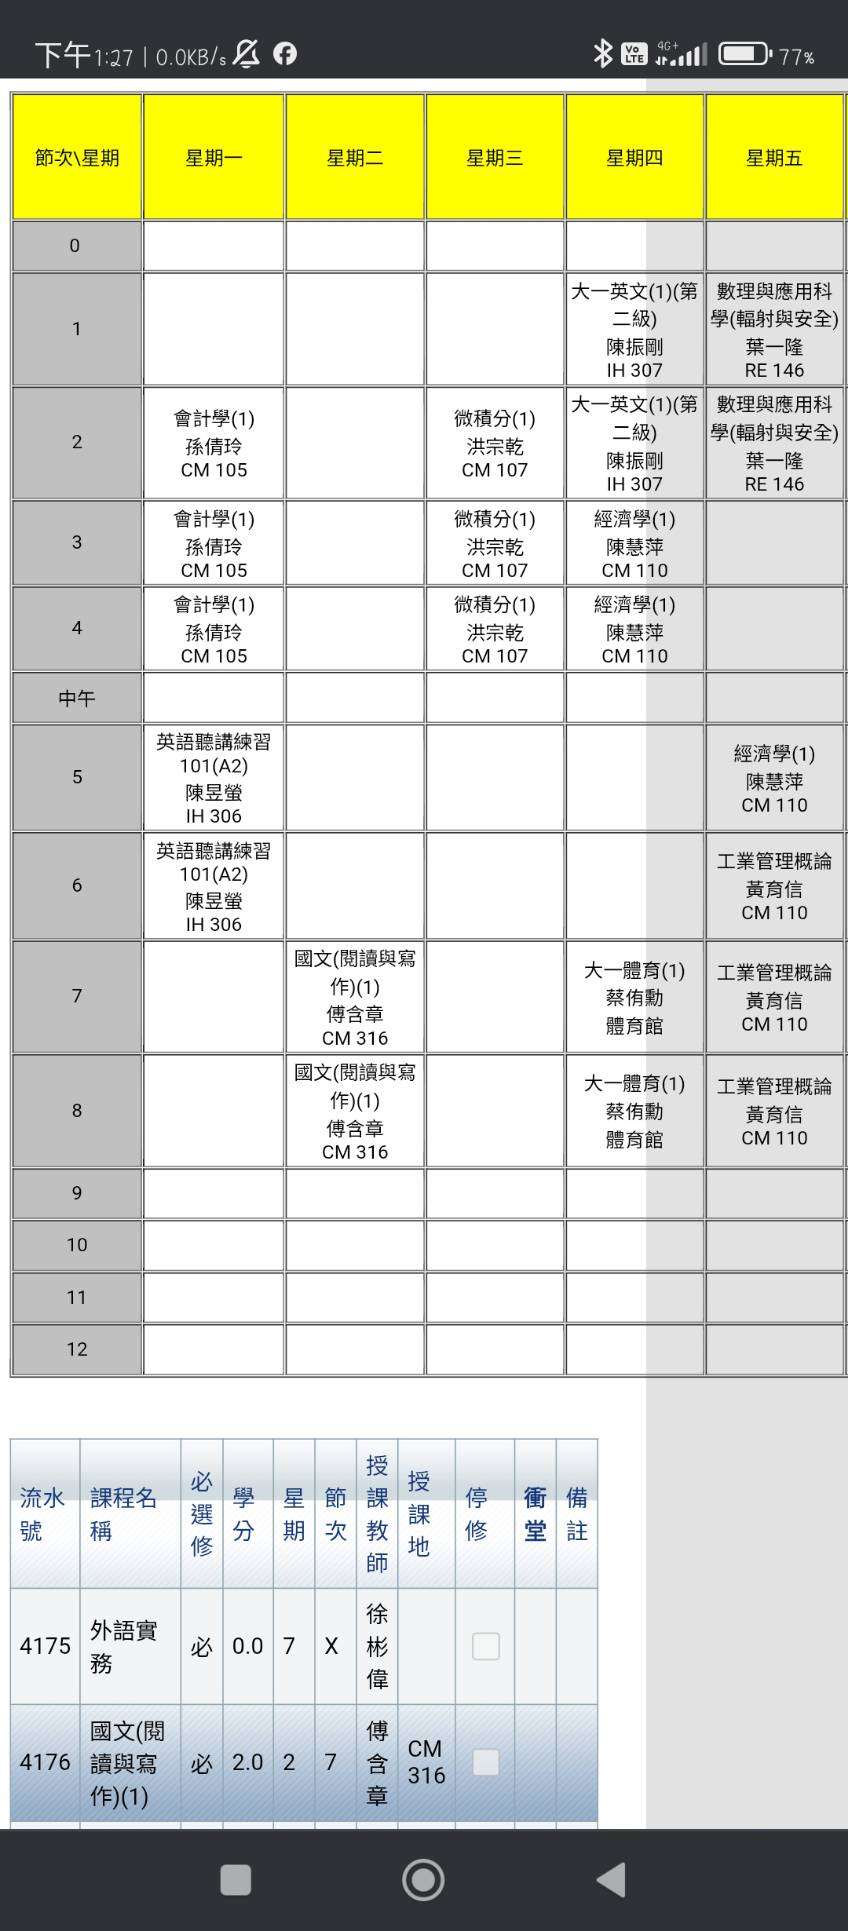 下午1:27 | 0.0KB/s
Vo LTE 4G+ 77%
節次\星期 星期一 星期二 星期三 星期四 星期五
0
1
大一英文(1)(第
二級)
陳振剛
IH 307
數理與應用科
學(輻射與安全)
葉一隆
RE 146
2
會計學(1)
孫倩玲
CM 105
微積分(1)
洪宗乾
CM 107
大一英文(1)(第
二級)
陳振剛
IH 307
數理與應用科
學(輻射與安全)
葉一隆
RE 146
3
會計學(1)
孫倩玲
CM 105
微積分(1)
洪宗乾
CM 107
經濟學(1)
陳慧萍
CM 110
4
會計學(1)
孫倩玲
CM 105
微積分(1)
洪宗乾
CM 107
經濟學(1)
陳慧萍
CM 110
中午
5
英語聽講練習
101(A2)
陳昱螢
IH 306
經濟學(1)
陳慧萍
CM 110
6
英語聽講練習
101(A2)
陳昱螢
IH 306
工業管理概論
黃育信
CM 110
7
國文(閱讀與寫
作)(1)
傅含章
CM 316
大一體育(1)
蔡侑勳
體育館
工業管理概論
黃育信
CM 110
8
國文(閱讀與寫
作)(1)
傅含章
CM 316
大一體育(1)
蔡侑勳
體育館
工業管理概論
黃育信
CM 110
9
10
11
12
流水
號
課程名
稱
必
選
修
學
分
星
期
節
次
授
課
教
師
授
課
地
停
修
衝
堂
備
註
4175
外語實
務
必
0.0
7
X
徐
彬
偉
4176
國文(閱
讀與寫
作)(1)
必
2.0
2
7
傅
含
章
CM
316